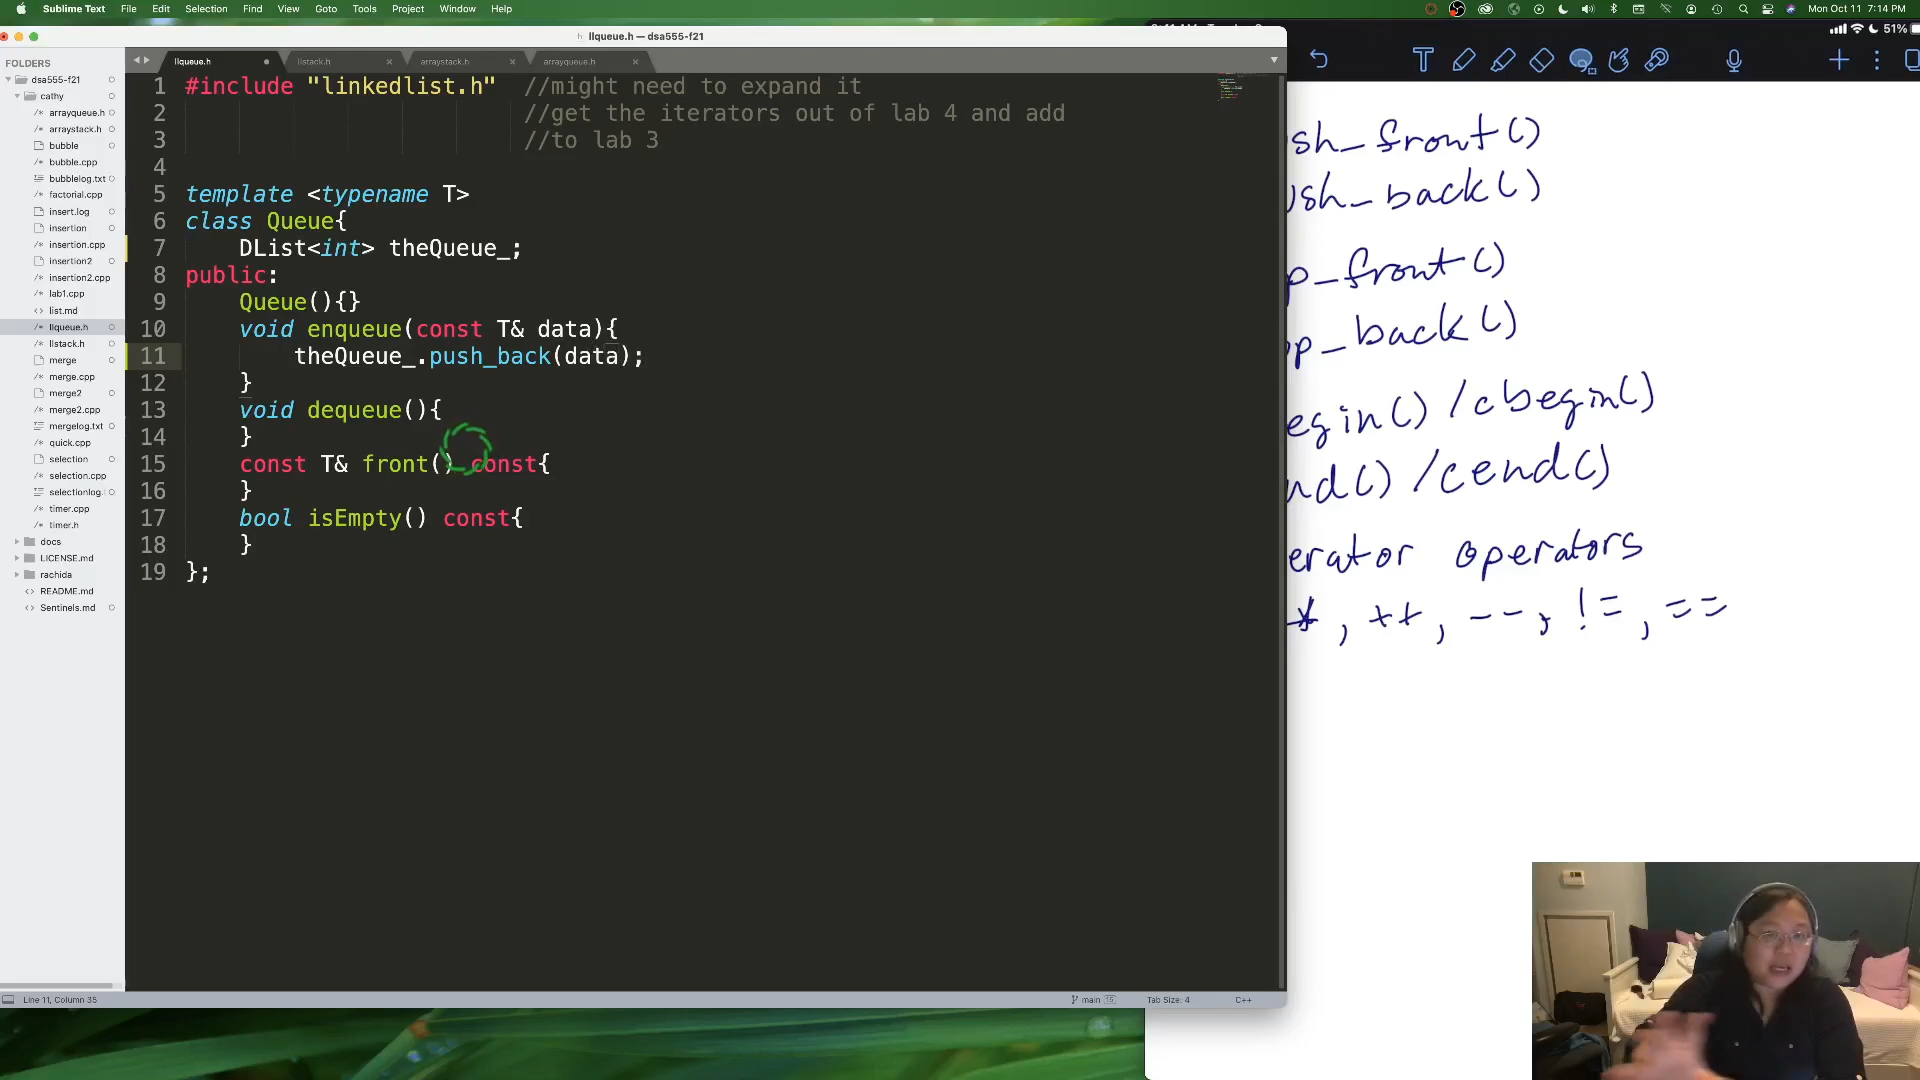 Sublime Text File Edit Selection Find View Goto Tools Project Window Help
Mon Oct 11 7:14 PM
llqueue.h — dsa555-f21
51%
FOLDERS
dsa555-f21
cathy
arrayqueue.h
arraystack.h
bubble
bubble.cpp
bubblelog.txt
factorial.cpp
insert.log
insertion
insertion.cpp
insertion2
insertion2.cpp
lab1.cpp
list.md
llqueue.h
llstack.h
merge
merge.cpp
merge2
merge2.cpp
mergelog.txt
quick.cpp
selection
selection.cpp
selectionlog.
timer.cpp
timer.h
docs
LICENSE.md
rachida
README.md
Sentinels.md
llqueue.h llstack.h arraystack.h arrayqueue.h
1 #include "linkedlist.h" //might need to expand it
2 //get the iterators out of lab 4 and add
3 //to lab 3
4
5 template <typename T>
6 class Queue{
7 DList<int> theQueue_;
8 public:
9 Queue(){}
10 void enqueue(const T& data){
11 theQueue_.push_back(data);
12 }
13 void dequeue(){
14 }
15 const T& front() const{
16 }
17 bool isEmpty() const{
18 }
19 };
Line 11, Column 35
main 15
Tab Size: 4
C++
sh_front()
ush_back()
p_front()
op_back()
egin() /cbegin()
nd() /cend()
erator operators
*, ++, --, !=, ==